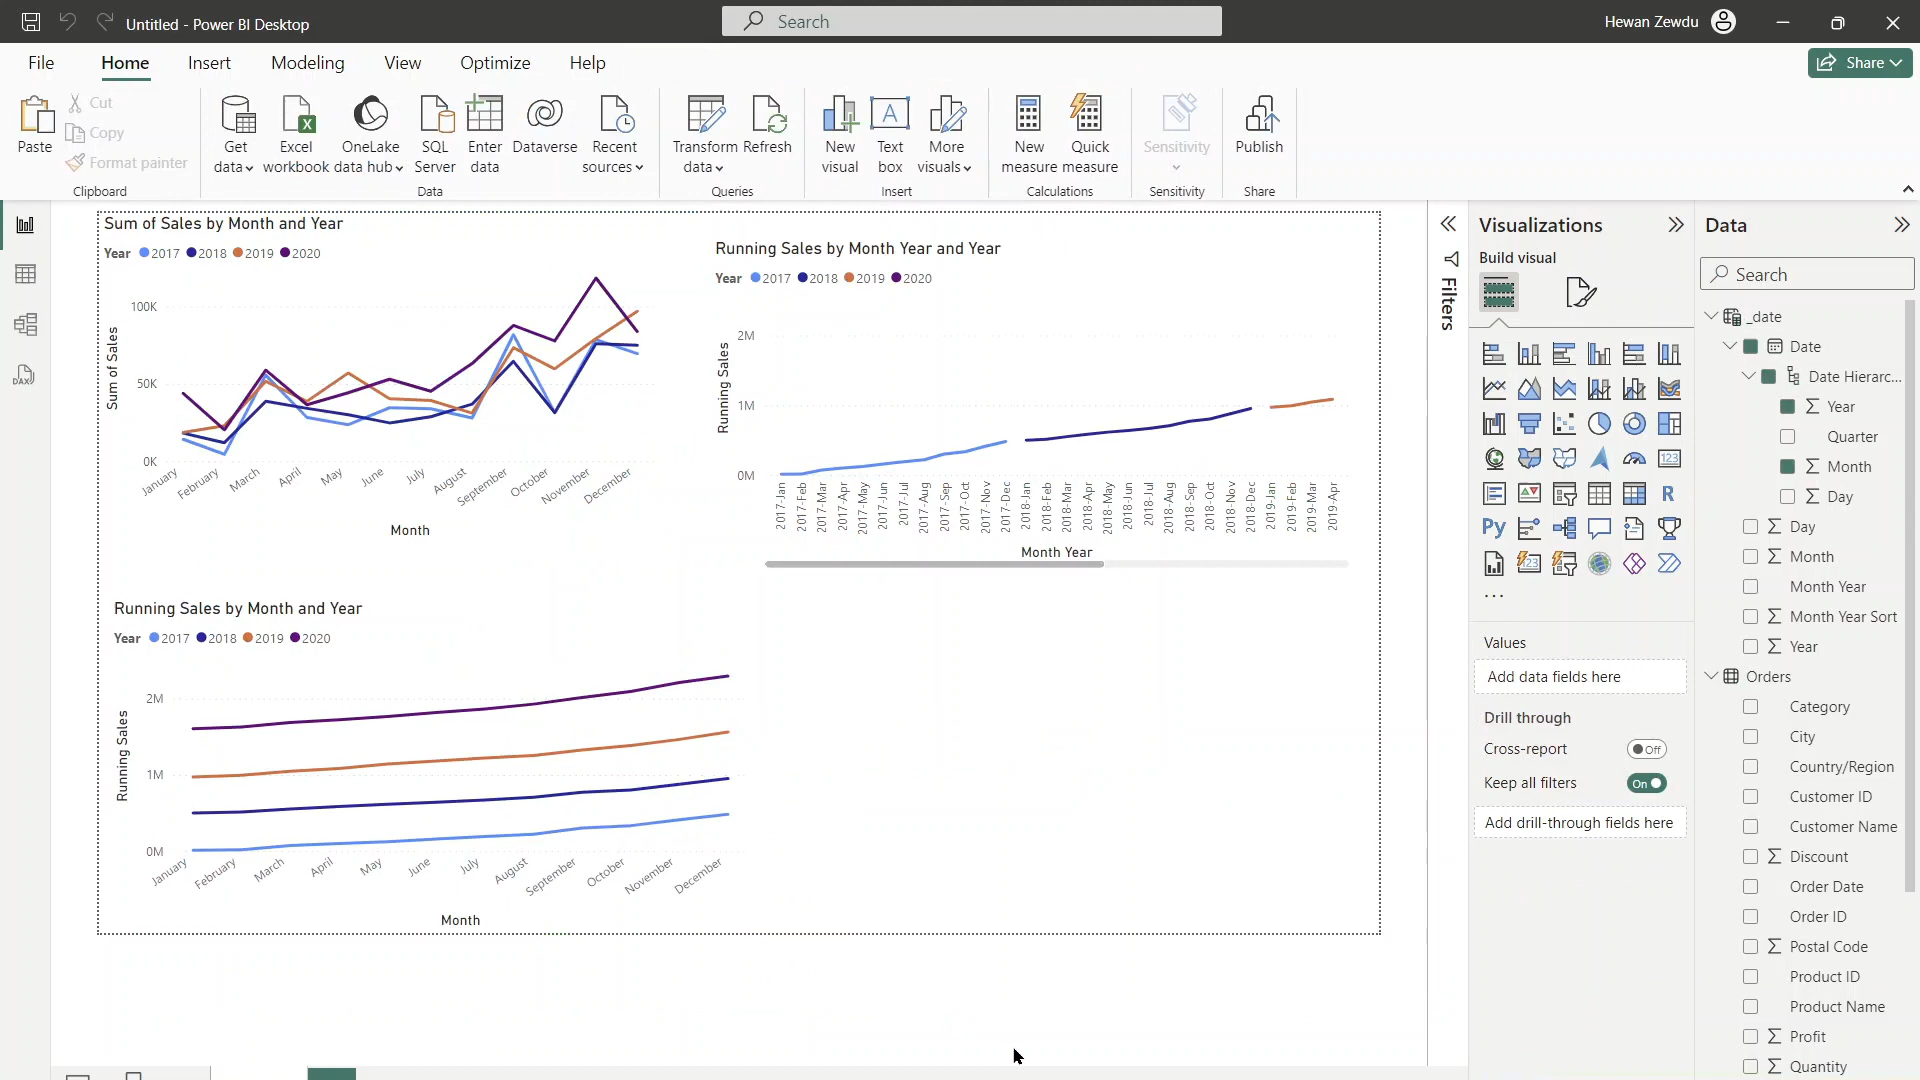 Untitled - Power BI Desktop
Search
Hewan Zewdu
File Home Insert Modeling View Optimize Help
Share
Paste
Cut
Copy
Format painter
Clipboard
Get data
Excel workbook
OneLake data hub
SQL Server
Enter data
Dataverse
Recent sources
Data
Transform data
Refresh
Queries
New visual
Text box
More visuals
Insert
New measure
Quick measure
Calculations
Sensitivity
Sensitivity
Publish
Share
Sum of Sales by Month and Year
Year 2017 2018 2019 2020
Sum of Sales
100K
50K
0K
January February March April May June July August September October November December
Month
Running Sales by Month Year and Year
Year 2017 2018 2019 2020
Running Sales
2M
1M
0M
2017-Jan 2017-Feb 2017-Mar 2017-Apr 2017-May 2017-Jun 2017-Jul 2017-Aug 2017-Sep 2017-Oct 2017-Nov 2017-Dec 2018-Jan 2018-Feb 2018-Mar 2018-Apr 2018-May 2018-Jun 2018-Jul 2018-Aug 2018-Sep 2018-Oct 2018-Nov 2018-Dec 2019-Jan 2019-Feb 2019-Mar 2019-Apr
Month Year
Running Sales by Month and Year
Year 2017 2018 2019 2020
Running Sales
2M
1M
0M
January February March April May June July August September October November December
Month
Filters
Visualizations
Build visual
123
R
Py
...
Values
Add data fields here
Drill through
Cross-report
Off
Keep all filters
On
Add drill-through fields here
Data
Search
_date
Date
Date Hierarc...
Year
Quarter
Month
Day
Day
Month
Month Year
Month Year Sort
Year
Orders
Category
City
Country/Region
Customer ID
Customer Name
Discount
Order Date
Order ID
Postal Code
Product ID
Product Name
Profit
Quantity